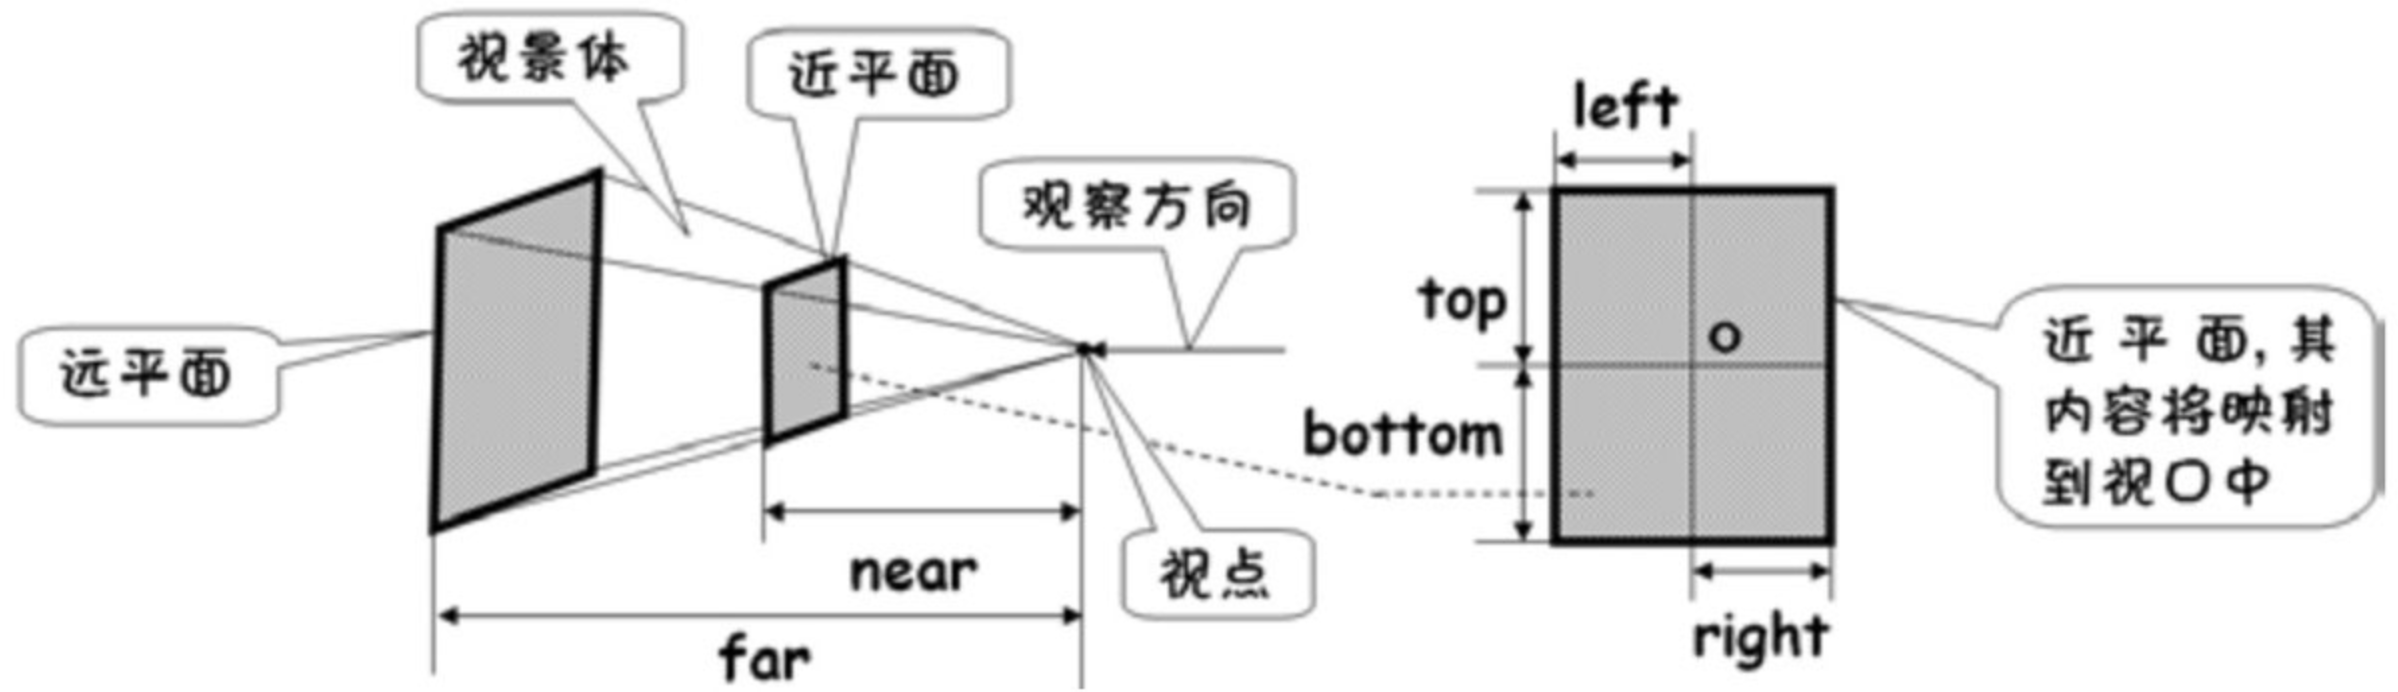 视景体
近平面
观察方向
远平面
near
far
视点
left
top
O
bottom
right
近平面,其
内容将映射
到视口中